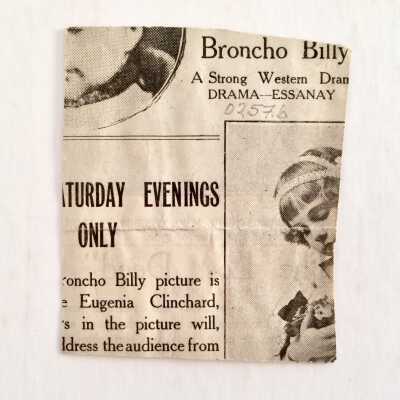 Broncho Billy
A Strong Western Dram
DRAMA—ESSANAY
0257.b
ATURDAY EVENINGS
ONLY
roncho Billy picture is
e Eugenia Clinchard,
rs in the picture will,
ddress the audience from